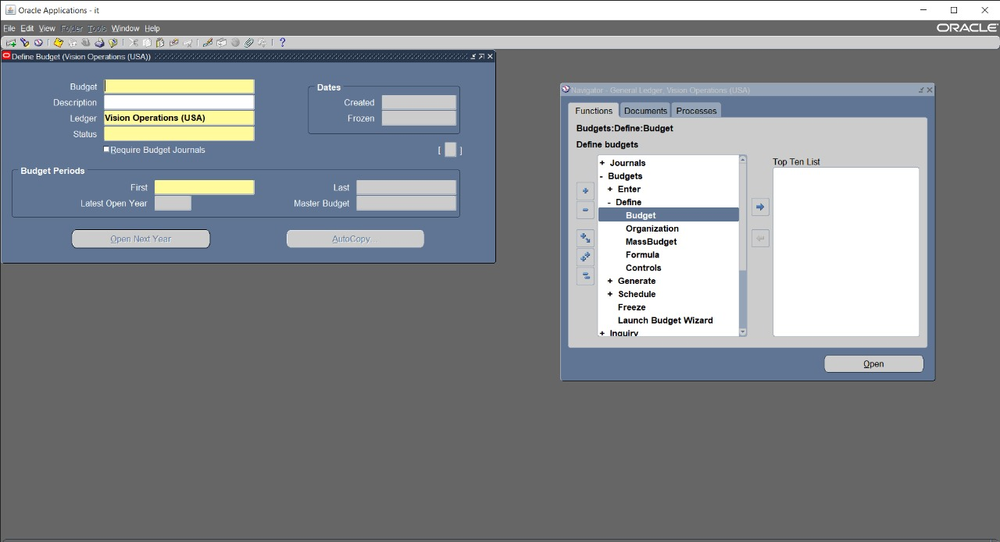 Oracle Applications - it
File Edit View Folder Tools Window Help
ORACLE
Define Budget (Vision Operations (USA))
Budget
Description
Ledger Vision Operations (USA)
Status
Require Budget Journals
Dates
Created
Frozen
[ ]
Budget Periods
First
Last
Latest Open Year
Master Budget
Open Next Year
AutoCopy...
Navigator - General Ledger, Vision Operations (USA)
Functions Documents Processes
Budgets:Define:Budget
Define budgets
+ Journals
- Budgets
+ Enter
- Define
Budget
Organization
MassBudget
Formula
Controls
+ Generate
+ Schedule
Freeze
Launch Budget Wizard
+ Inquiry
Top Ten List
Open